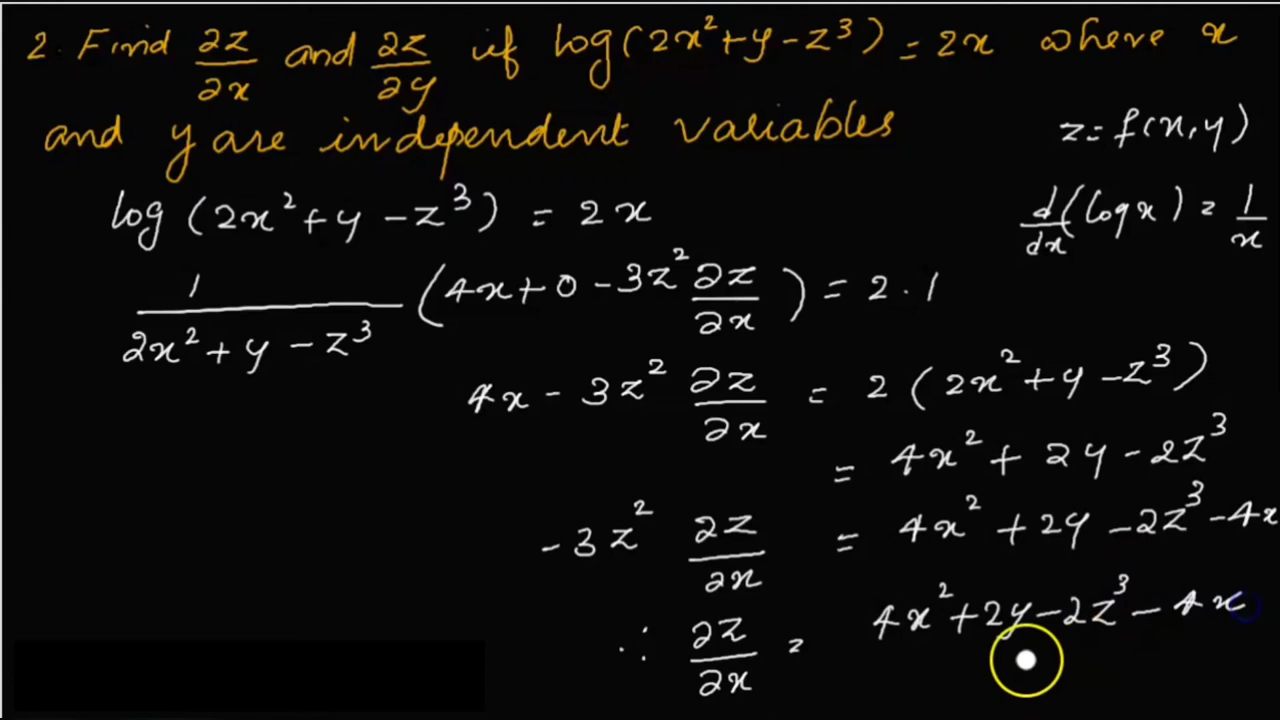 2. Find ∂z/∂x and ∂z/∂y if log(2x²+y-z³) = 2x where x
and y are independent variables
z = f(x,y)
log (2x²+y-z³) = 2x
d/dx (log x) = 1/x
1/(2x²+y-z³) (4x+0-3z² ∂z/∂x) = 2.1
4x - 3z² ∂z/∂x = 2(2x²+y-z³)
= 4x²+2y-2z³
-3z² ∂z/∂x = 4x²+2y-2z³-4x
∴ ∂z/∂x = 4x²+2y-2z³-4x